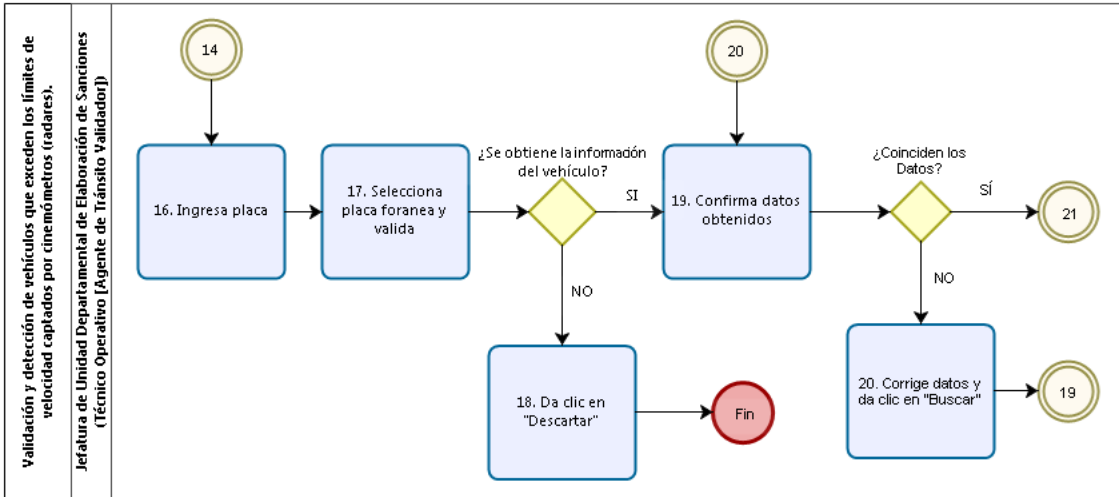 Validación y detección de vehículos que exceden los límites de
velocidad captados por cinemómetros (radares).
Jefatura de Unidad Departamental de Elaboración de Sanciones
(Técnico Operativo [Agente de Tránsito Validador])
14
16. Ingresa placa
17. Selecciona
placa foranea y
valida
¿Se obtiene la información
del vehículo?
SI
NO
18. Da clic en
"Descartar"
Fin
20
19. Confirma datos
obtenidos
¿Coinciden los
Datos?
SÍ
21
NO
20. Corrige datos y
da clic en "Buscar"
19